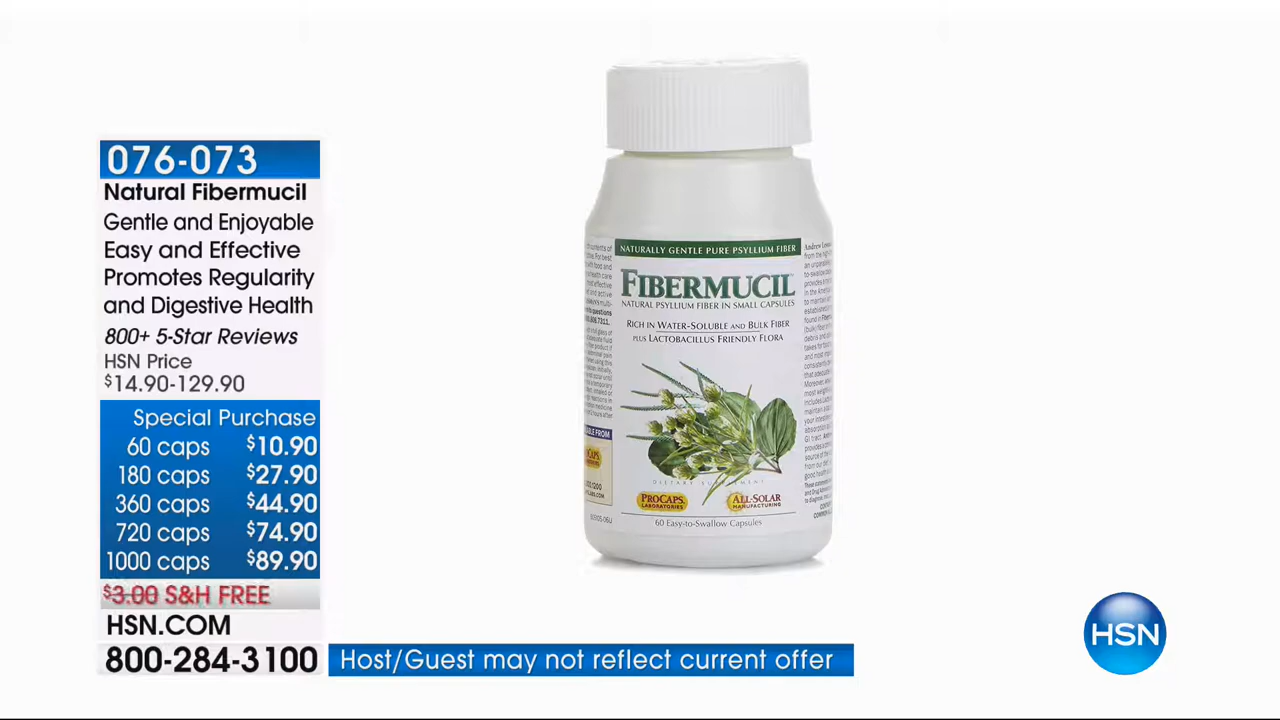 076-073
Natural Fibermucil
Gentle and Enjoyable
Easy and Effective
Promotes Regularity
and Digestive Health
800+ 5-Star Reviews
HSN Price
$14.90-129.90
Special Purchase
60 caps $10.90
180 caps $27.90
360 caps $44.90
720 caps $74.90
1000 caps $89.90
$3.00 S&H FREE
HSN.COM
800-284-3100
Host/Guest may not reflect current offer
HSN
NATURALLY GENTLE PURE PSYLLIUM FIBER
FIBERMUCIL
NATURAL PSYLLIUM FIBER IN SMALL CAPSULES
RICH IN WATER-SOLUBLE AND BULK FIBER
PLUS LACTOBACILLUS FRIENDLY FLORA
DIETARY SUPPLEMENT
PROCAPS
LABORATORIES
ALL-SOLAR
MANUFACTURING
60 Easy-to-Swallow Capsules